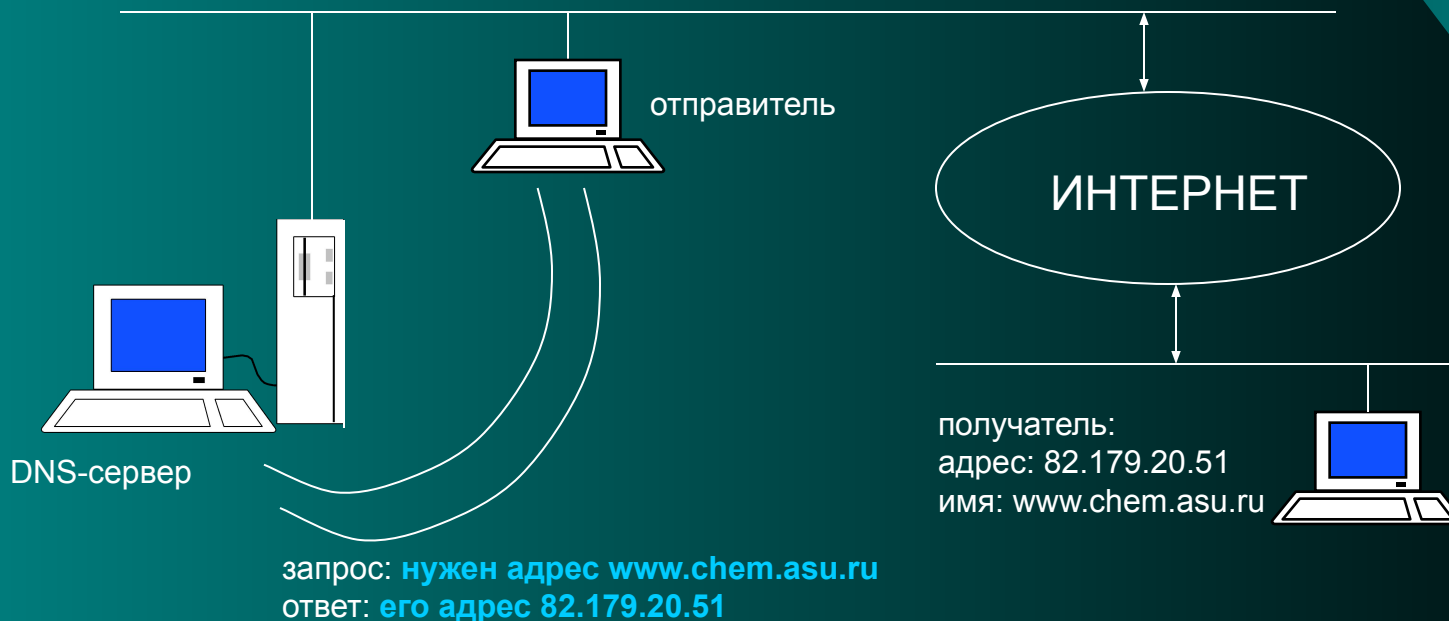 отправитель
ИНТЕРНЕТ
DNS-сервер
получатель:
адрес: 82.179.20.51
имя: www.chem.asu.ru
запрос: нужен адрес www.chem.asu.ru
ответ: его адрес 82.179.20.51